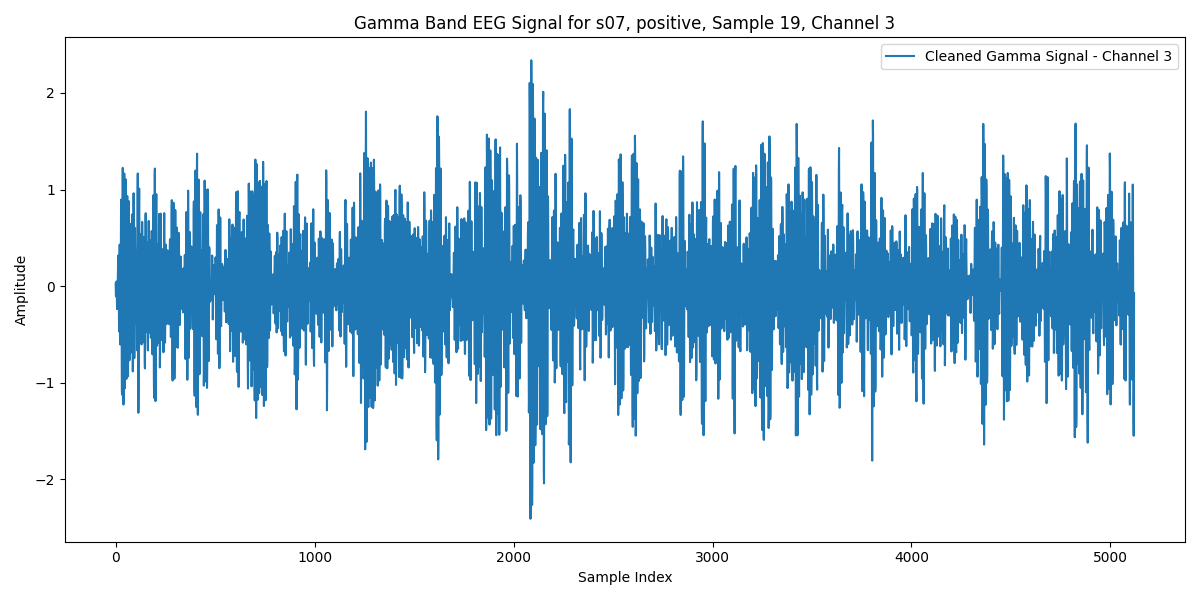 Gamma Band EEG Signal for s07, positive, Sample 19, Channel 3
Cleaned Gamma Signal - Channel 3
2
1
0
−1
−2
Amplitude
0 1000 2000 3000 4000 5000
Sample Index